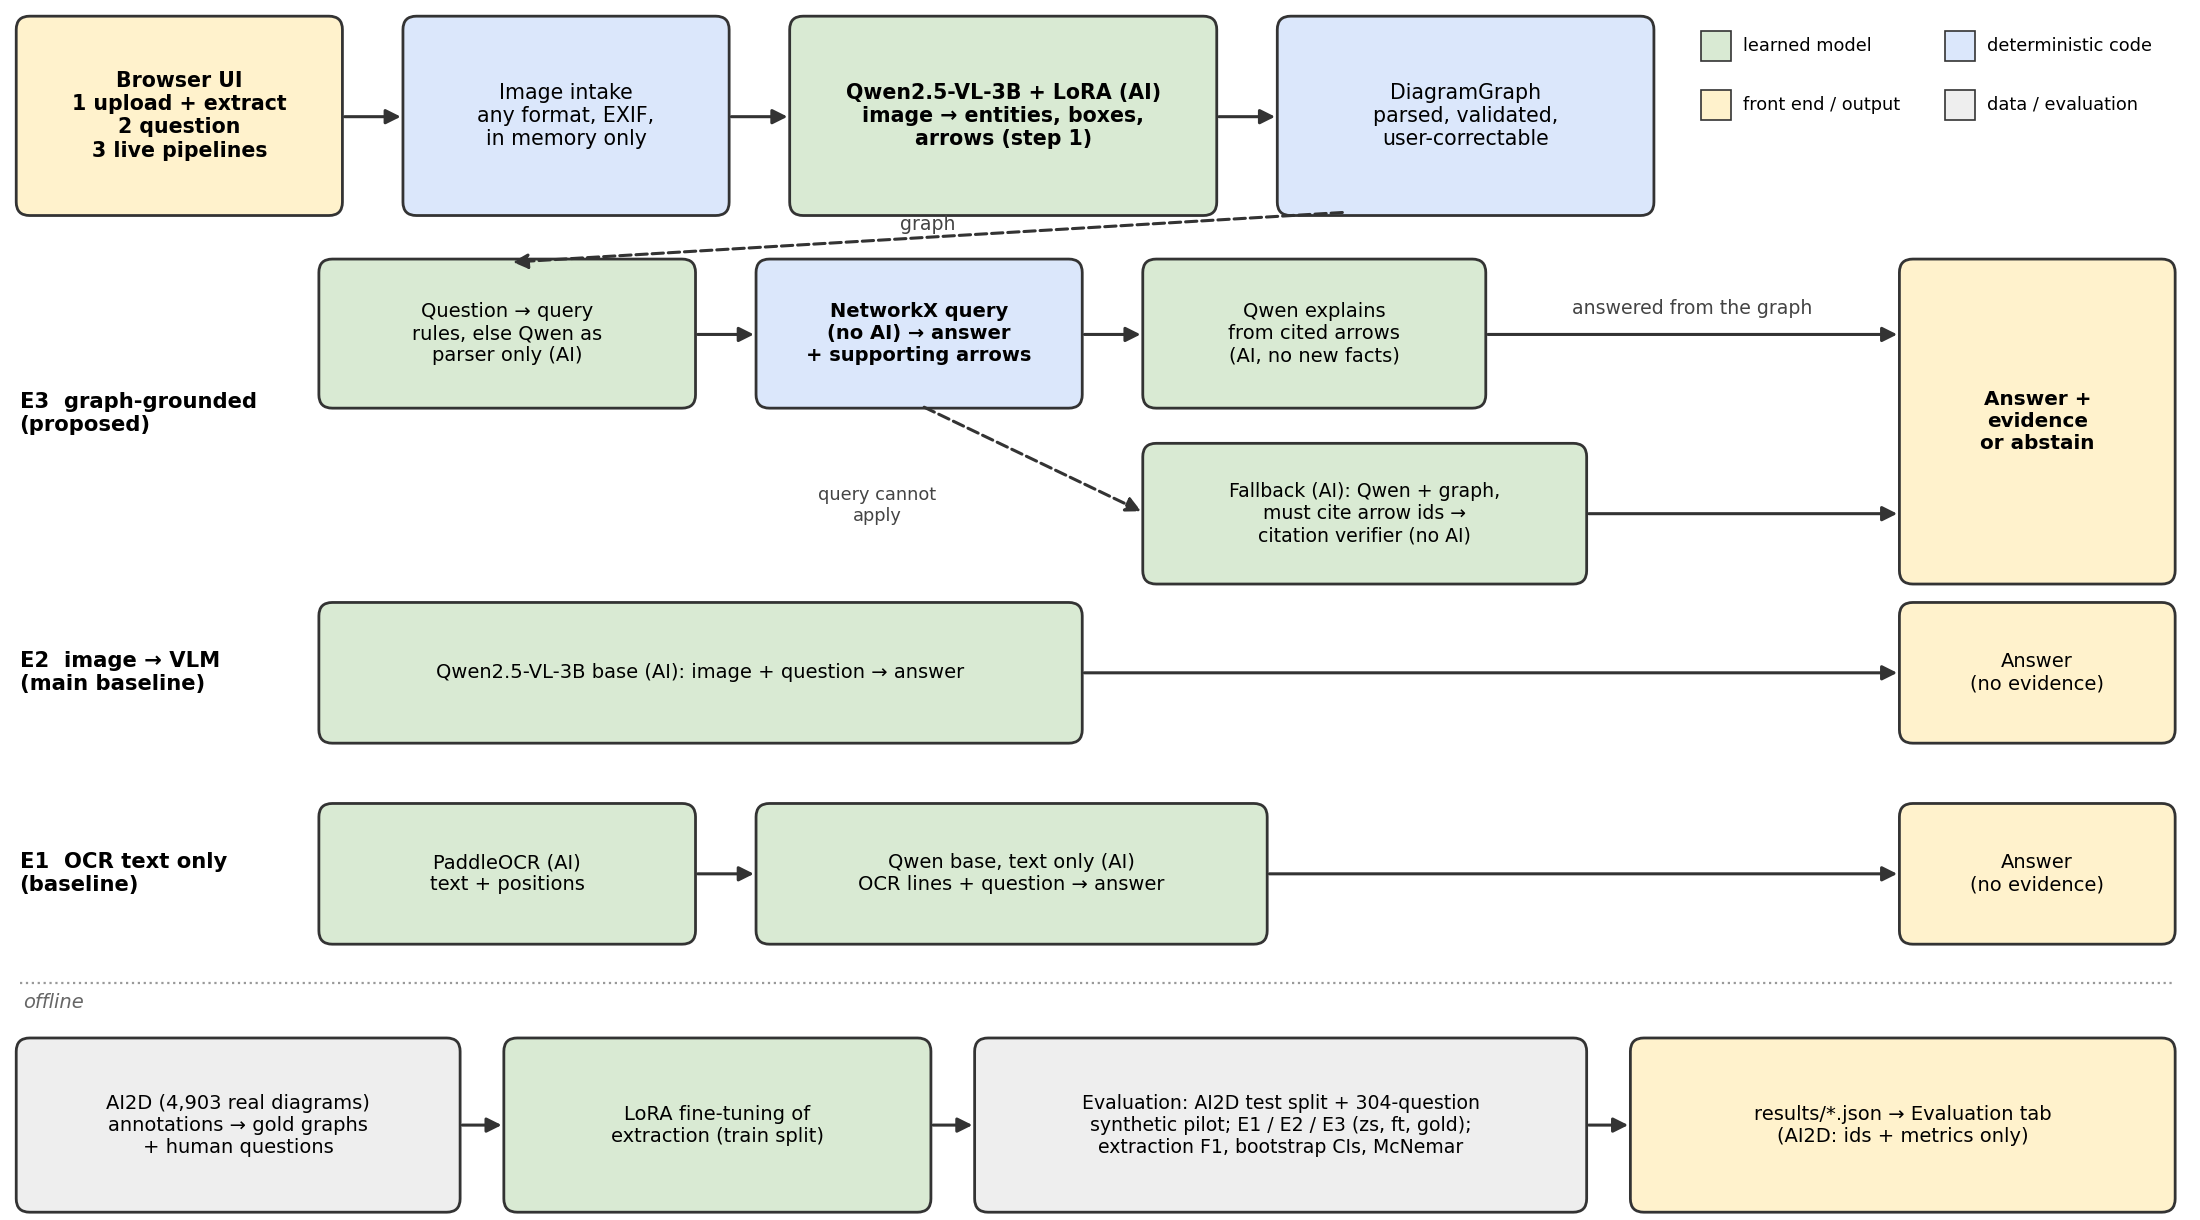 Browser UI
1 upload + extract
2 question
3 live pipelines
Image intake
any format, EXIF,
in memory only
Qwen2.5-VL-3B + LoRA (AI)
image → entities, boxes,
arrows (step 1)
DiagramGraph
parsed, validated,
user-correctable
learned model
deterministic code
front end / output
data / evaluation
graph
E3  graph-grounded
(proposed)
Question → query
rules, else Qwen as
parser only (AI)
NetworkX query
(no AI) → answer
+ supporting arrows
Qwen explains
from cited arrows
(AI, no new facts)
answered from the graph
Answer +
evidence
or abstain
query cannot
apply
Fallback (AI): Qwen + graph,
must cite arrow ids →
citation verifier (no AI)
E2  image → VLM
(main baseline)
Qwen2.5-VL-3B base (AI): image + question → answer
Answer
(no evidence)
E1  OCR text only
(baseline)
PaddleOCR (AI)
text + positions
Qwen base, text only (AI)
OCR lines + question → answer
Answer
(no evidence)
offline
AI2D (4,903 real diagrams)
annotations → gold graphs
+ human questions
LoRA fine-tuning of
extraction (train split)
Evaluation: AI2D test split + 304-question
synthetic pilot; E1 / E2 / E3 (zs, ft, gold);
extraction F1, bootstrap CIs, McNemar
results/*.json → Evaluation tab
(AI2D: ids + metrics only)